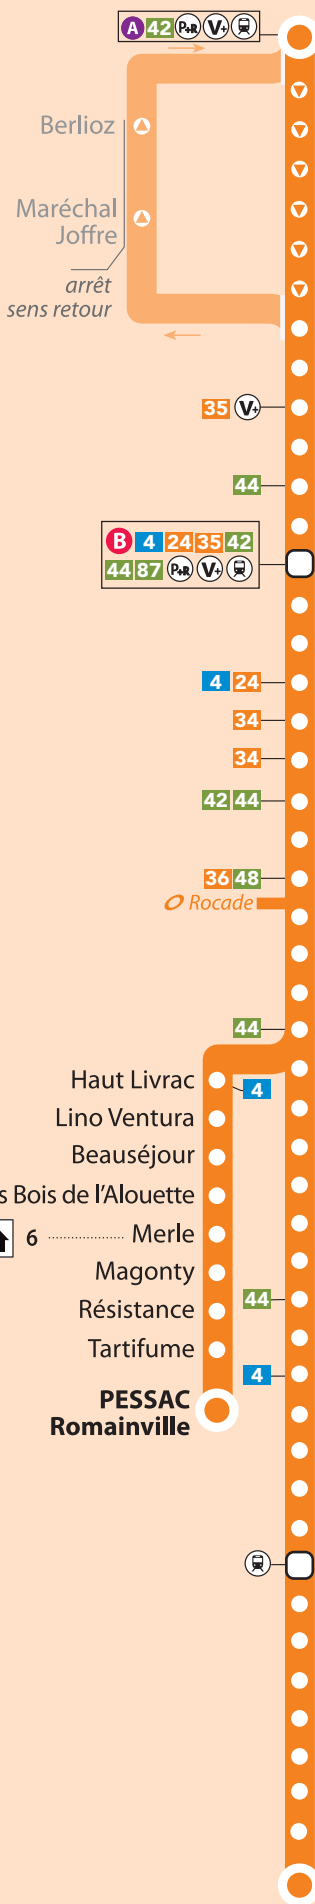 A 42 P+R V+
Berlioz
Maréchal
Joffre
arrêt
sens retour
35 V+
44
B 4 24 35 42
44 87 P+R V+
4 24
34
34
42 44
36 48
Rocade
44
Haut Livrac
4
Lino Ventura
Beauséjour
s Bois de l'Alouette
6 Merle
Magonty
44
Résistance
Tartifume
4
PESSAC
Romainville